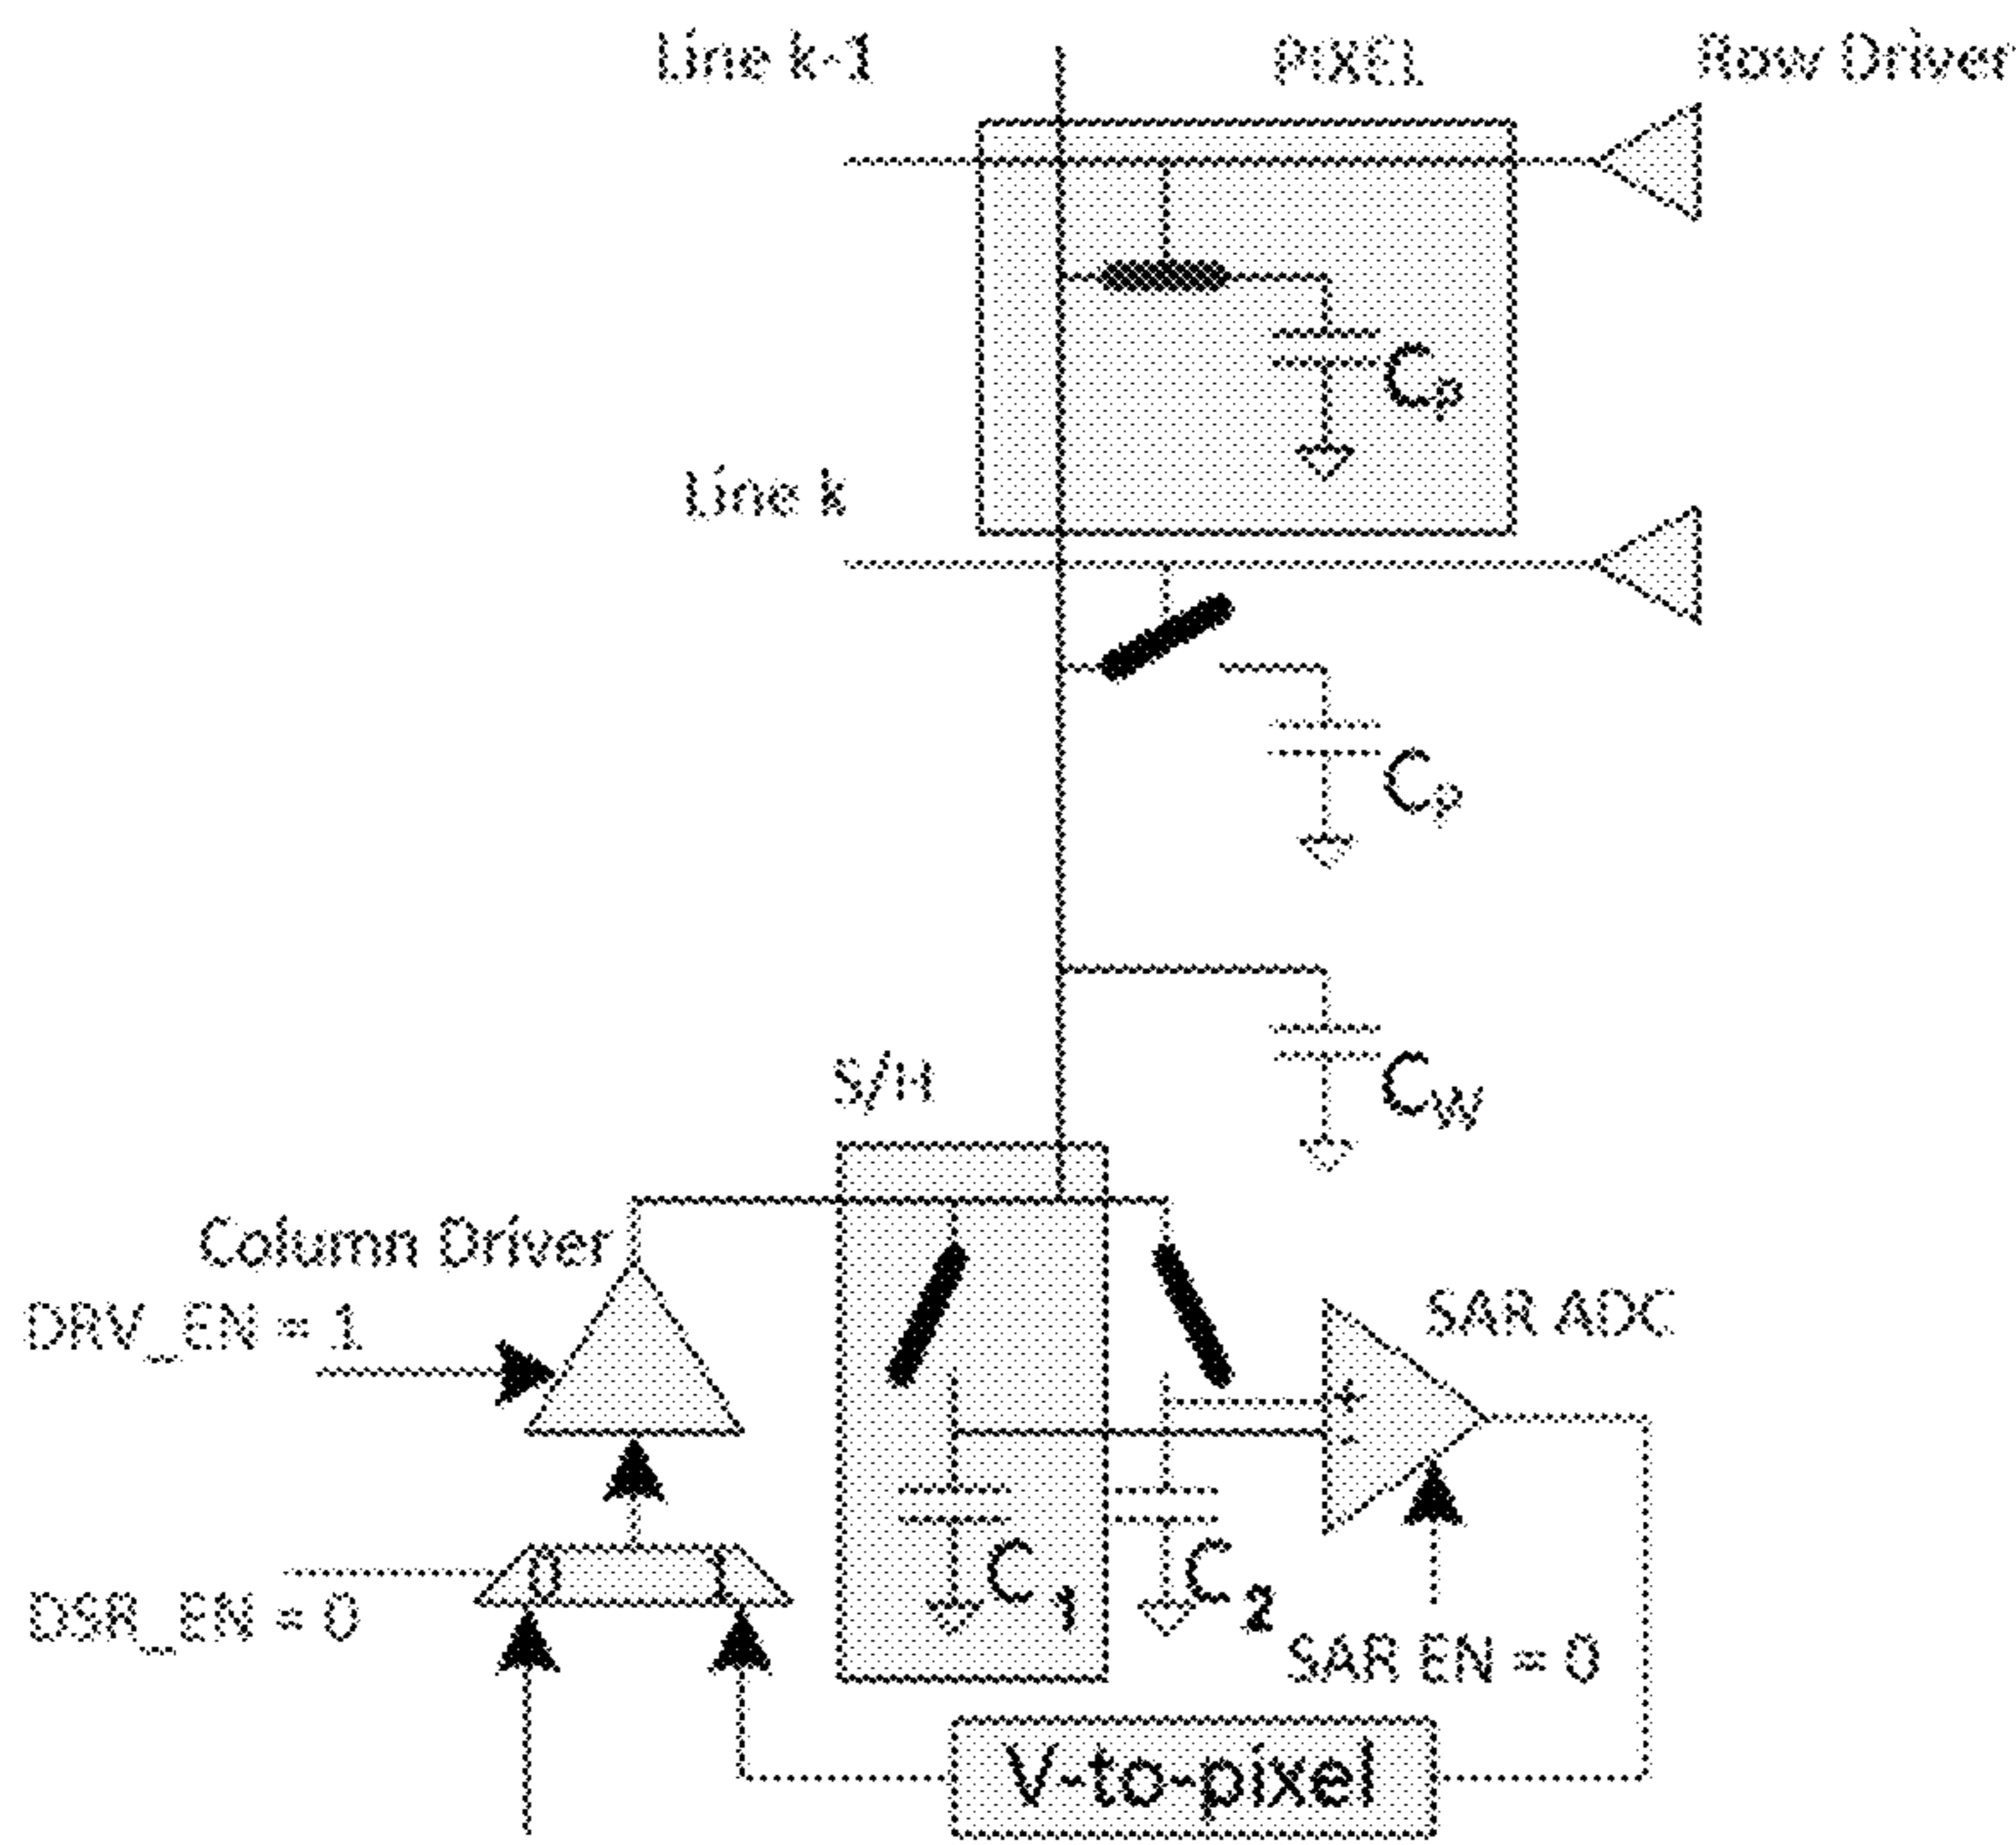 Line k-1
PIXEL
Row Driver
Cp
Line k
Cp
CW
S/H
Column Driver
DRV_EN = 1
SAR ADC
+
-
0 1
DSR_EN = 0
C1
C2
SAR EN = 0
V-to-pixel